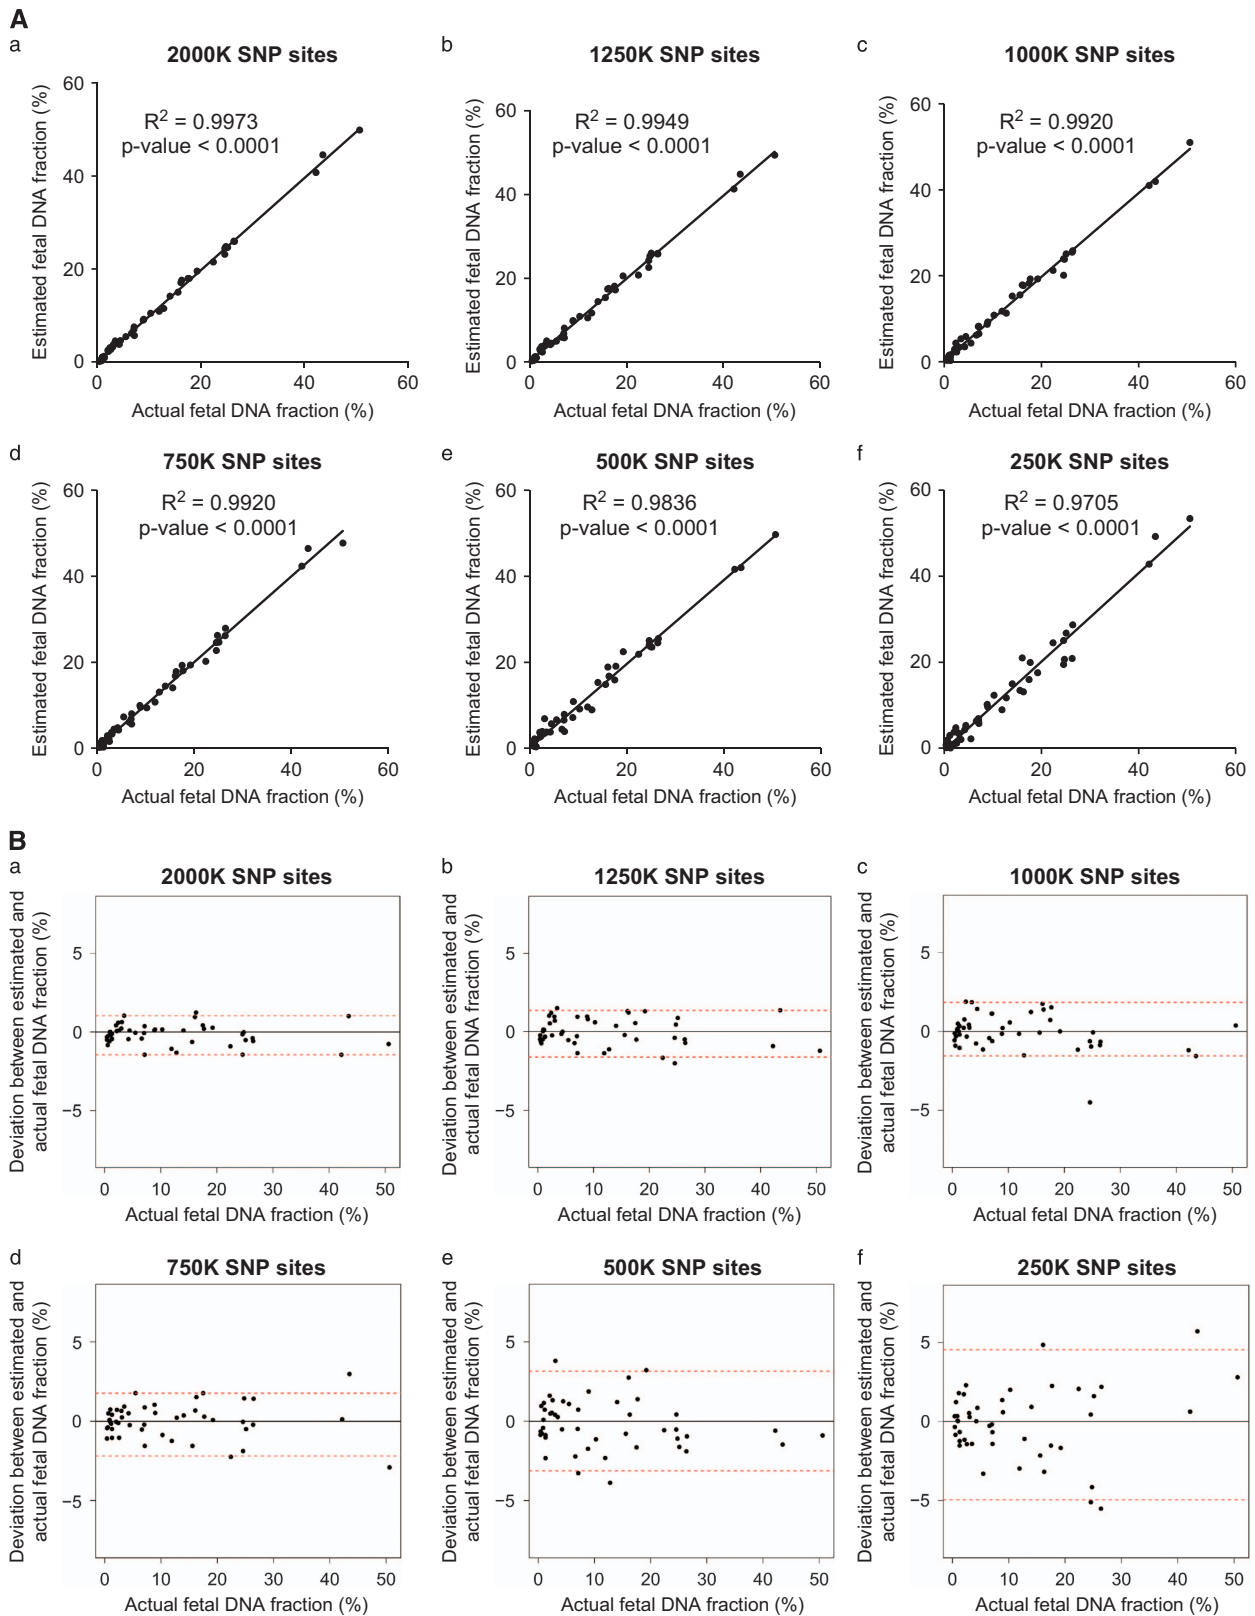 A
a
2000K SNP sites
R2 = 0.9973
p-value < 0.0001
Estimated fetal DNA fraction (%)
60
40
20
0
0 20 40 60
Actual fetal DNA fraction (%)
b
1250K SNP sites
R2 = 0.9949
p-value < 0.0001
Estimated fetal DNA fraction (%)
60
40
20
0
0 20 40 60
Actual fetal DNA fraction (%)
c
1000K SNP sites
R2 = 0.9920
p-value < 0.0001
Estimated fetal DNA fraction (%)
60
40
20
0
0 20 40 60
Actual fetal DNA fraction (%)
d
750K SNP sites
R2 = 0.9920
p-value < 0.0001
Estimated fetal DNA fraction (%)
60
40
20
0
0 20 40 60
Actual fetal DNA fraction (%)
e
500K SNP sites
R2 = 0.9836
p-value < 0.0001
Estimated fetal DNA fraction (%)
60
40
20
0
0 20 40 60
Actual fetal DNA fraction (%)
f
250K SNP sites
R2 = 0.9705
p-value < 0.0001
Estimated fetal DNA fraction (%)
60
40
20
0
0 20 40 60
Actual fetal DNA fraction (%)
B
a
2000K SNP sites
Deviation between estimated and
actual fetal DNA fraction (%)
5
0
−5
0 10 20 30 40 50
Actual fetal DNA fraction (%)
b
1250K SNP sites
Deviation between estimated and
actual fetal DNA fraction (%)
5
0
−5
0 10 20 30 40 50
Actual fetal DNA fraction (%)
c
1000K SNP sites
Deviation between estimated and
actual fetal DNA fraction (%)
5
0
−5
0 10 20 30 40 50
Actual fetal DNA fraction (%)
d
750K SNP sites
Deviation between estimated and
actual fetal DNA fraction (%)
5
0
−5
0 10 20 30 40 50
Actual fetal DNA fraction (%)
e
500K SNP sites
Deviation between estimated and
actual fetal DNA fraction (%)
5
0
−5
0 10 20 30 40 50
Actual fetal DNA fraction (%)
f
250K SNP sites
Deviation between estimated and
actual fetal DNA fraction (%)
5
0
−5
0 10 20 30 40 50
Actual fetal DNA fraction (%)